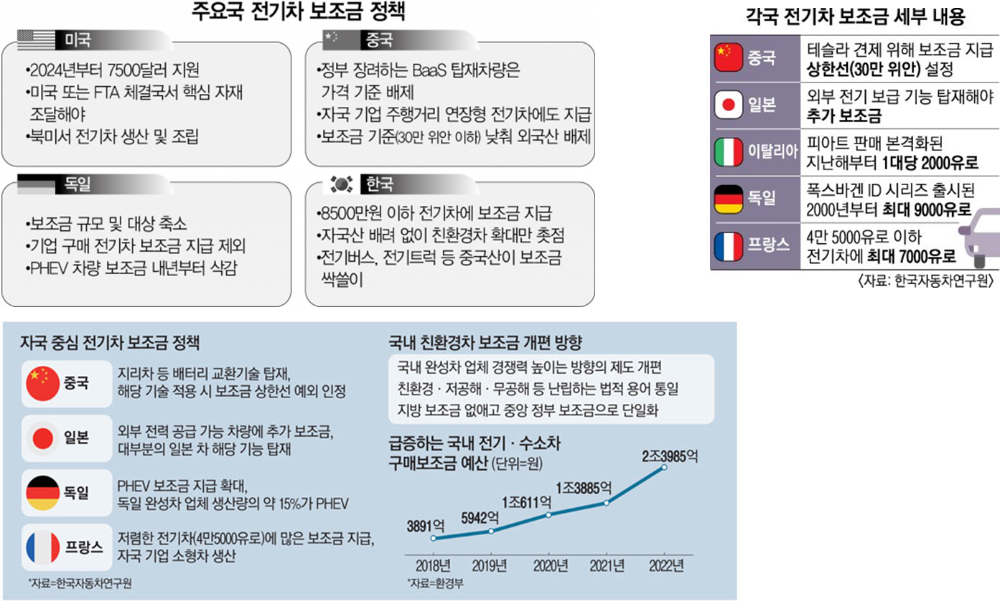 주요국 전기차 보조금 정책
미국
•2024년부터 7500달러 지원
•미국 또는 FTA 체결국서 핵심 자재
조달해야
•북미서 전기차 생산 및 조립
중국
•정부 장려하는 BaaS 탑재차량은
가격 기준 배제
•자국 기업 주행거리 연장형 전기차에도 지급
•보조금 기준(30만 위안 이하) 낮춰 외국산 배제
독일
•보조금 규모 및 대상 축소
•기업 구매 전기차 보조금 지급 제외
•PHEV 차량 보조금 내년부터 삭감
한국
•8500만원 이하 전기차에 보조금 지급
•자국산 배려 없이 친환경차 확대만 촛점
•전기버스, 전기트럭 등 중국산이 보조금
싹쓸이
각국 전기차 보조금 세부 내용
중국
테슬라 견제 위해 보조금 지급
상한선(30만 위안) 설정
일본
외부 전기 보급 기능 탑재해야
추가 보조금
이탈리아
피아트 판매 본격화된
지난해부터 1대당 2000유로
독일
폭스바겐 ID 시리즈 출시된
2000년부터 최대 9000유로
프랑스
4만 5000유로 이하
전기차에 최대 7000유로
〈자료: 한국자동차연구원〉
자국 중심 전기차 보조금 정책
중국
지리차 등 배터리 교환기술 탑재,
해당 기술 적용 시 보조금 상한선 예외 인정
일본
외부 전력 공급 가능 차량에 추가 보조금,
대부분의 일본 차 해당 기능 탑재
독일
PHEV 보조금 지급 확대,
독일 완성차 업체 생산량의 약 15%가 PHEV
프랑스
저렴한 전기차(4만5000유로)에 많은 보조금 지급,
자국 기업 소형차 생산
*자료=한국자동차연구원
국내 친환경차 보조금 개편 방향
국내 완성차 업체 경쟁력 높이는 방향의 제도 개편
친환경·저공해·무공해 등 난립하는 법적 용어 통일
지방 보조금 없애고 중앙 정부 보조금으로 단일화
급증하는 국내 전기·수소차
구매보조금 예산 (단위=원)
3891억
5942억
1조611억
1조3885억
2조3985억
2018년
2019년
2020년
2021년
2022년
*자료=환경부